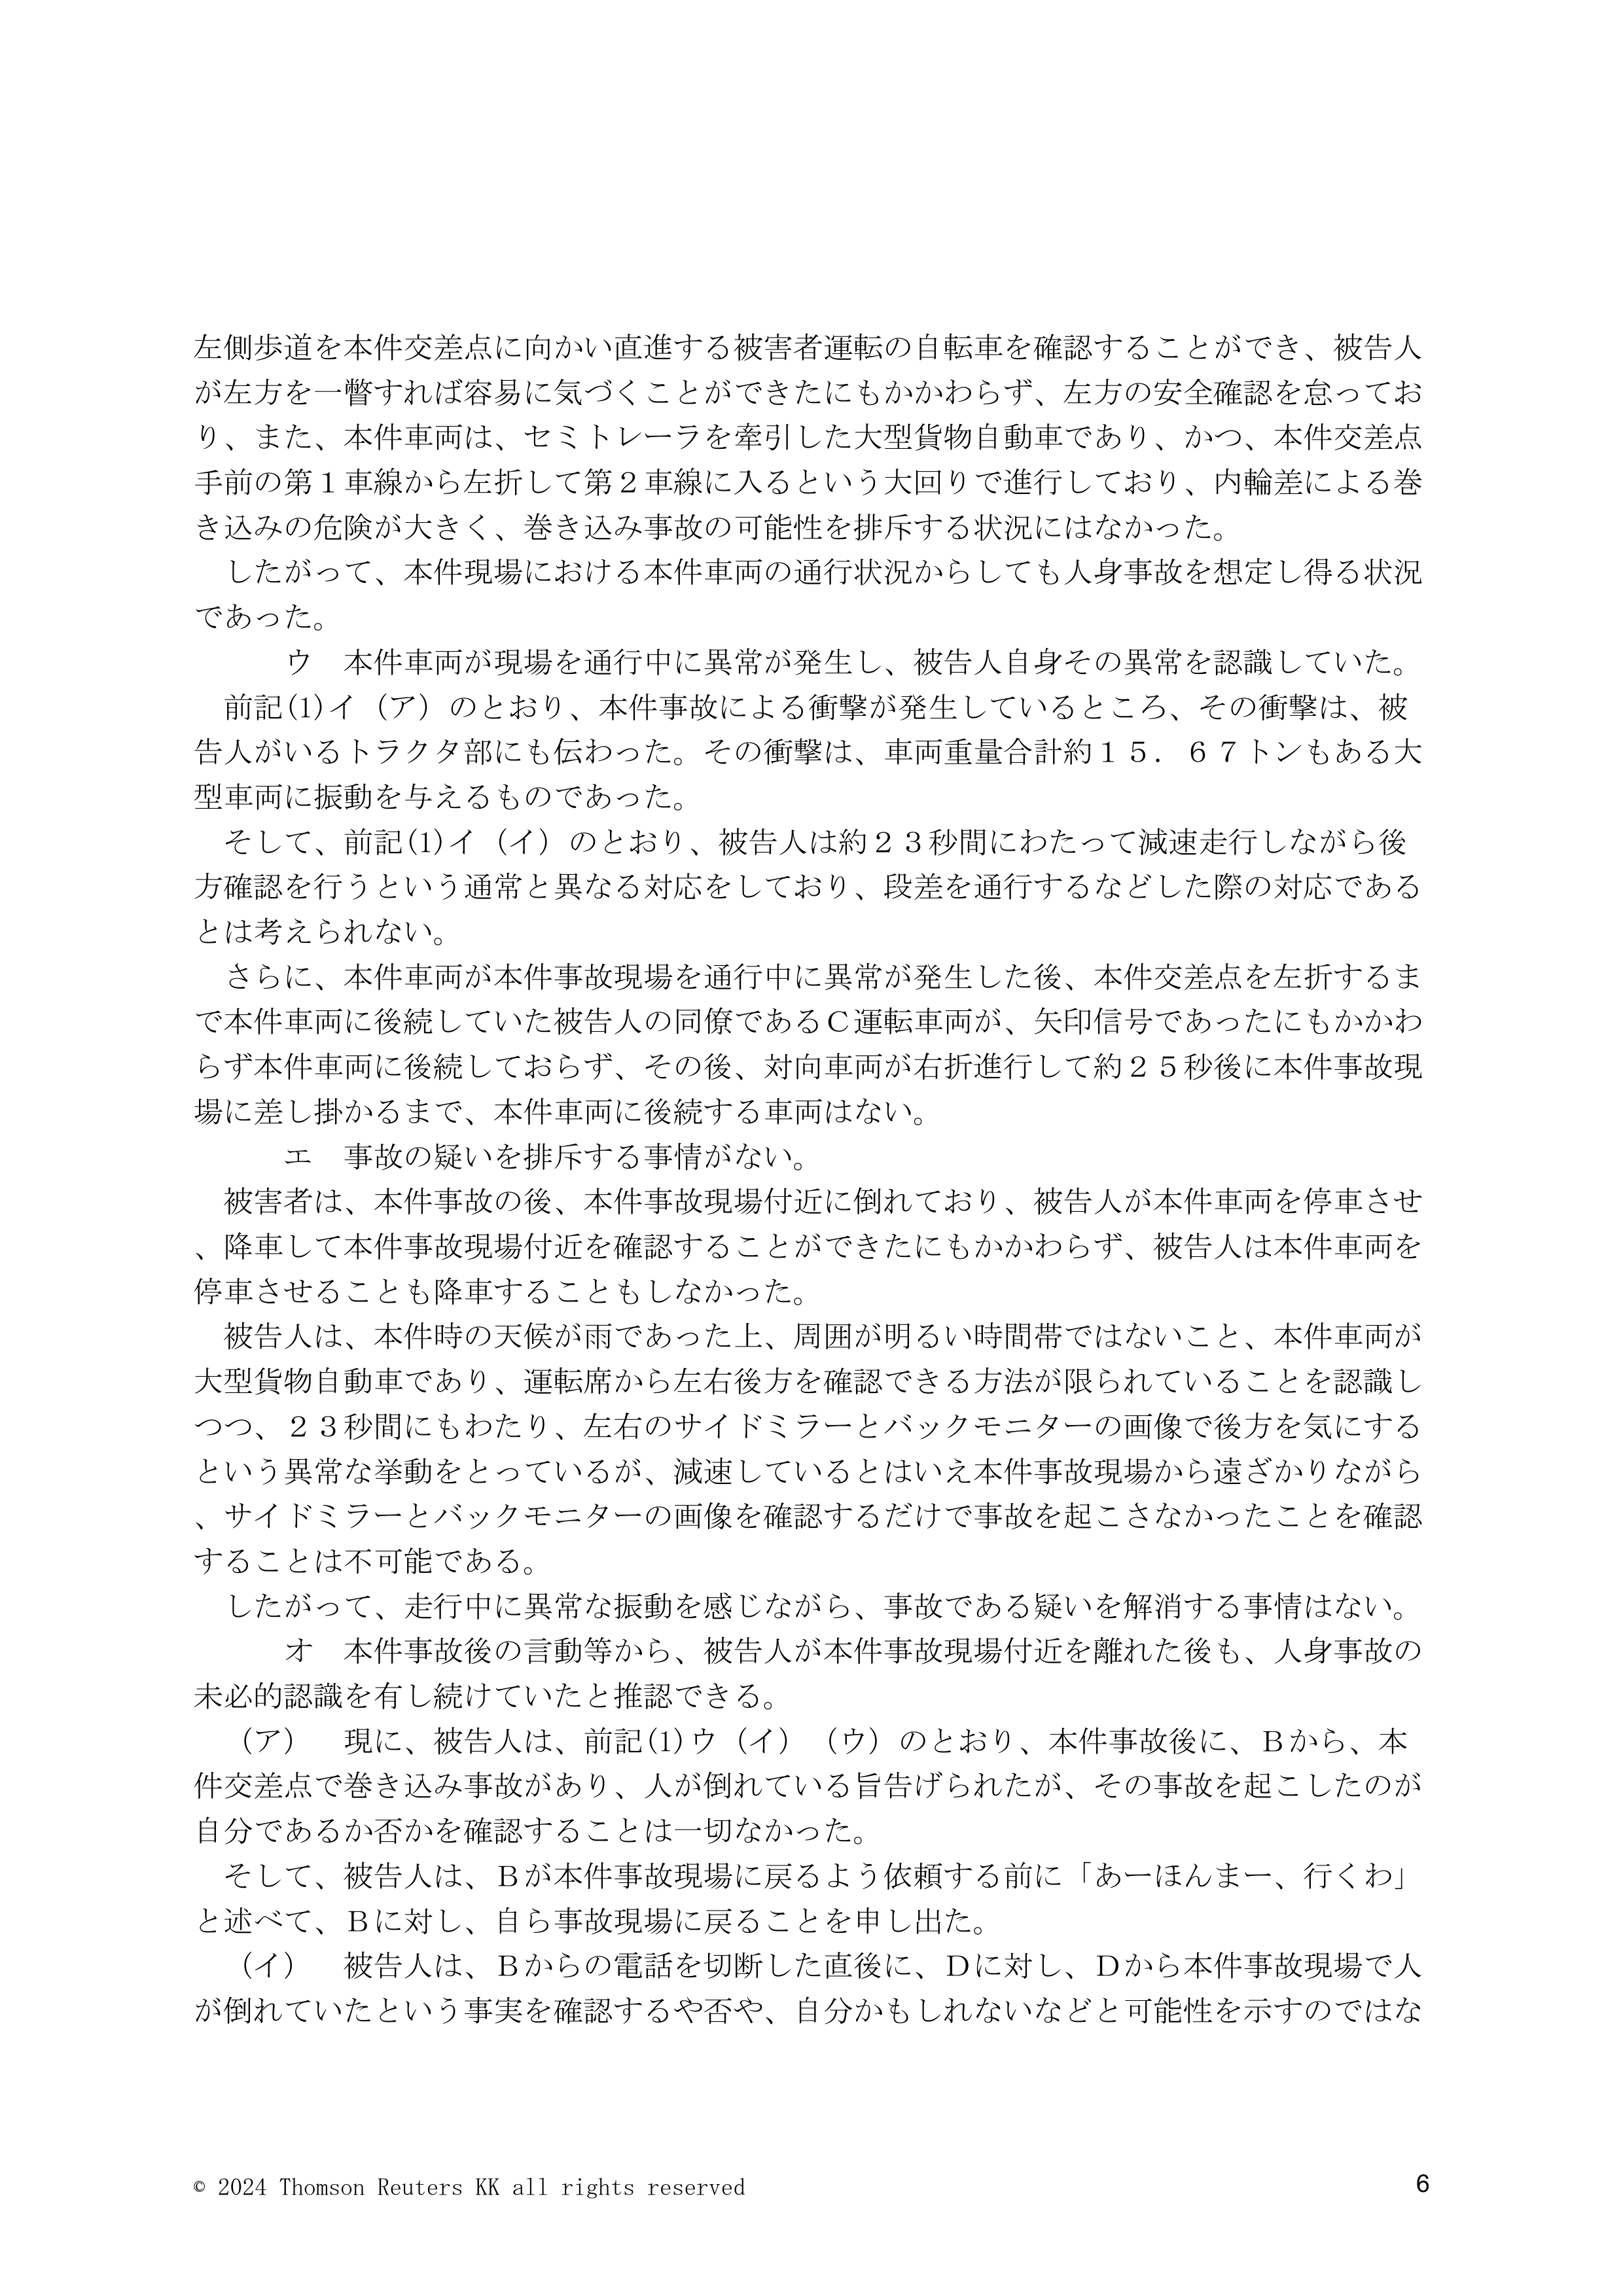 左側歩道を本件交差点に向かい直進する被害者運転の自転車を確認することができ、被告人
が左方を一瞥すれば容易に気づくことができたにもかかわらず、左方の安全確認を怠ってお
り、また、本件車両は、セミトレーラを牽引した大型貨物自動車であり、かつ、本件交差点
手前の第１車線から左折して第２車線に入るという大回りで進行しており、内輪差による巻
き込みの危険が大きく、巻き込み事故の可能性を排斥する状況にはなかった。
　したがって、本件現場における本件車両の通行状況からしても人身事故を想定し得る状況
であった。
　　　ウ　本件車両が現場を通行中に異常が発生し、被告人自身その異常を認識していた。
　前記(1)イ（ア）のとおり、本件事故による衝撃が発生しているところ、その衝撃は、被
告人がいるトラクタ部にも伝わった。その衝撃は、車両重量合計約１５．６７トンもある大
型車両に振動を与えるものであった。
　そして、前記(1)イ（イ）のとおり、被告人は約２３秒間にわたって減速走行しながら後
方確認を行うという通常と異なる対応をしており、段差を通行するなどした際の対応である
とは考えられない。
　さらに、本件車両が本件事故現場を通行中に異常が発生した後、本件交差点を左折するま
で本件車両に後続していた被告人の同僚であるＣ運転車両が、矢印信号であったにもかかわ
らず本件車両に後続しておらず、その後、対向車両が右折進行して約２５秒後に本件事故現
場に差し掛かるまで、本件車両に後続する車両はない。
　　　エ　事故の疑いを排斥する事情がない。
　被害者は、本件事故の後、本件事故現場付近に倒れており、被告人が本件車両を停車させ
、降車して本件事故現場付近を確認することができたにもかかわらず、被告人は本件車両を
停車させることも降車することもしなかった。
　被告人は、本件時の天候が雨であった上、周囲が明るい時間帯ではないこと、本件車両が
大型貨物自動車であり、運転席から左右後方を確認できる方法が限られていることを認識し
つつ、２３秒間にもわたり、左右のサイドミラーとバックモニターの画像で後方を気にする
という異常な挙動をとっているが、減速しているとはいえ本件事故現場から遠ざかりながら
、サイドミラーとバックモニターの画像を確認するだけで事故を起こさなかったことを確認
することは不可能である。
　したがって、走行中に異常な振動を感じながら、事故である疑いを解消する事情はない。
　　　オ　本件事故後の言動等から、被告人が本件事故現場付近を離れた後も、人身事故の
未必的認識を有し続けていたと推認できる。
　（ア）　現に、被告人は、前記(1)ウ（イ）（ウ）のとおり、本件事故後に、Ｂから、本
件交差点で巻き込み事故があり、人が倒れている旨告げられたが、その事故を起こしたのが
自分であるか否かを確認することは一切なかった。
　そして、被告人は、Ｂが本件事故現場に戻るよう依頼する前に「あーほんまー、行くわ」
と述べて、Ｂに対し、自ら事故現場に戻ることを申し出た。
　（イ）　被告人は、Ｂからの電話を切断した直後に、Ｄに対し、Ｄから本件事故現場で人
が倒れていたという事実を確認するや否や、自分かもしれないなどと可能性を示すのではな
© 2024 Thomson Reuters KK all rights reserved
6